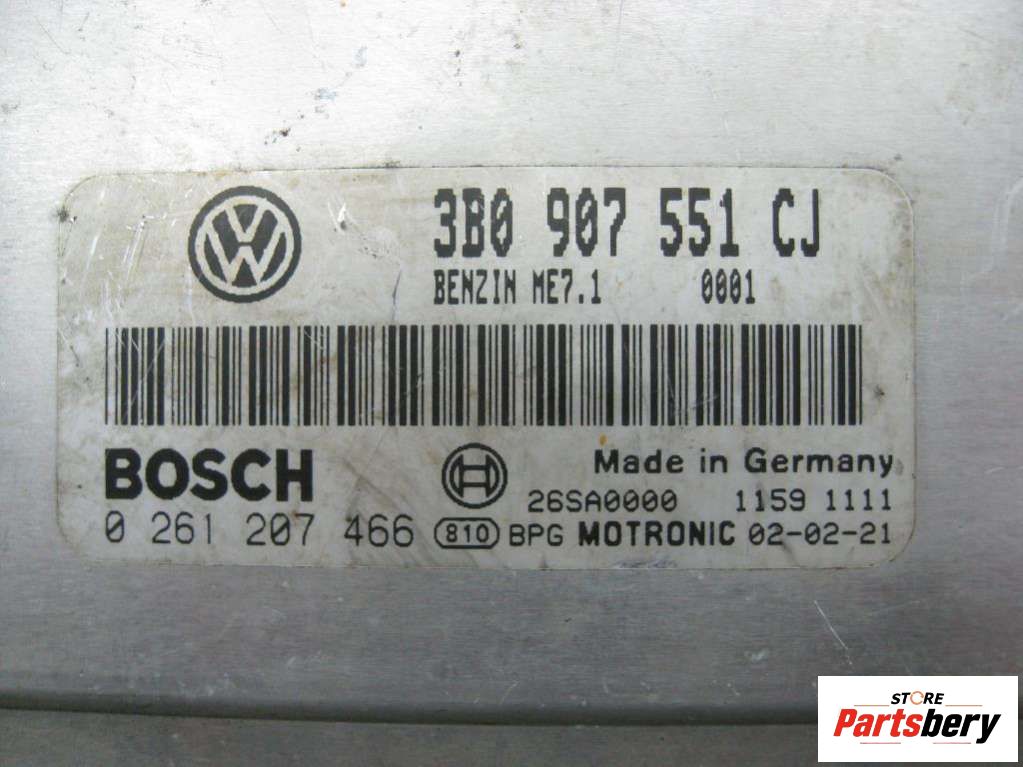 3B0 907 551 CJ
BENZIN ME7.1 0001
BOSCH
Made in Germany
26SA0000 1159 1111
0 261 207 466 810 BPG MOTRONIC 02-02-21
STORE
Partsbery